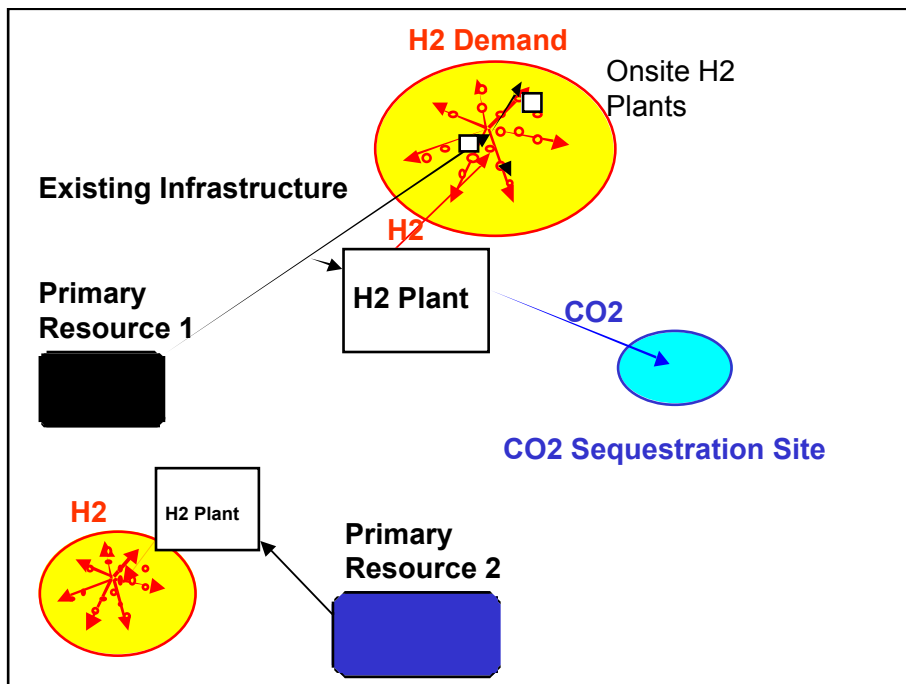 H2 Demand
Onsite H2
Plants
Existing Infrastructure
H2
H2 Plant
Primary
Resource 1
CO2
CO2 Sequestration Site
H2
H2 Plant
Primary
Resource 2